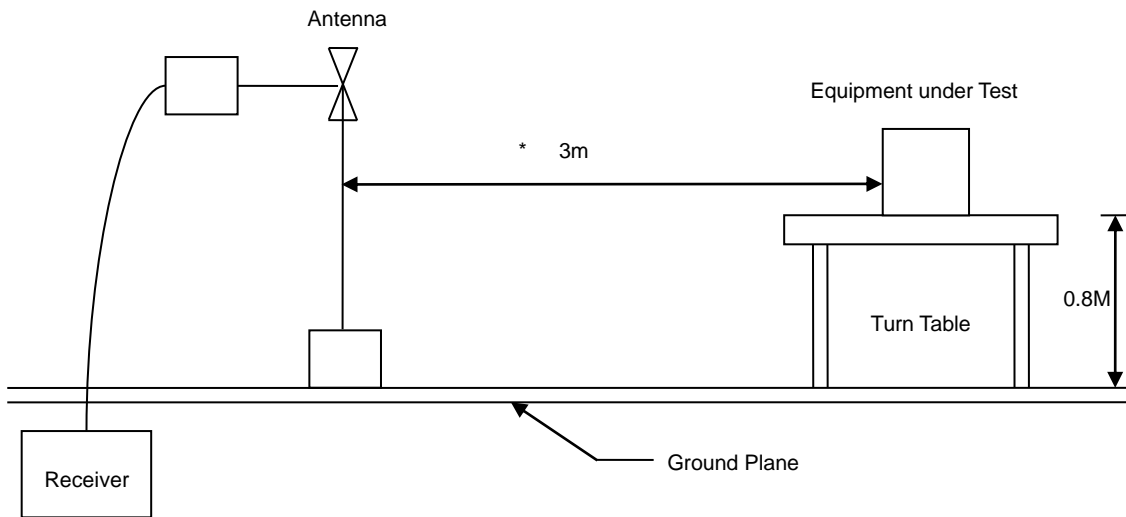 Antenna
Equipment under Test
* 3m
0.8M
Turn Table
Ground Plane
Receiver